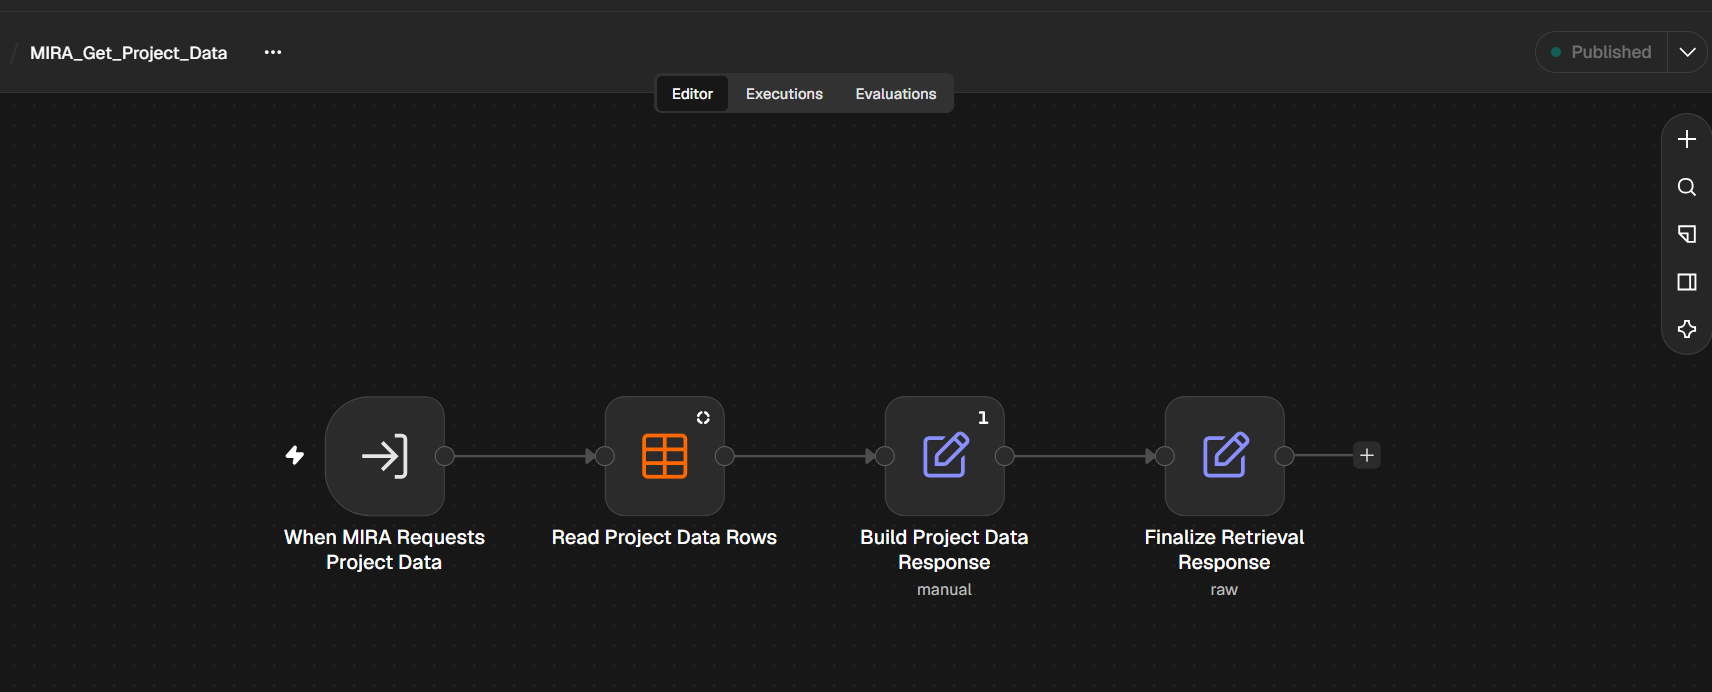 / MIRA_Get_Project_Data ...
Published
Editor Executions Evaluations
1
When MIRA Requests
Project Data
Read Project Data Rows
Build Project Data
Response
manual
Finalize Retrieval
Response
raw